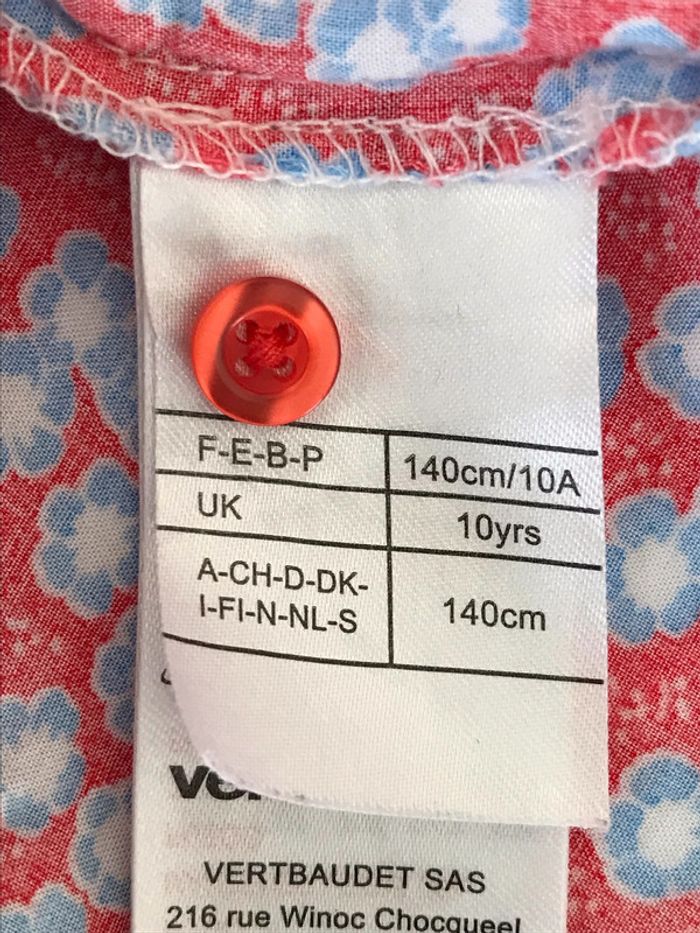 F-E-B-P 140cm/10A
UK 10yrs
A-CH-D-DK-
I-FI-N-NL-S 140cm
VERTBAUDET SAS
216 rue Winoc Chocqueel